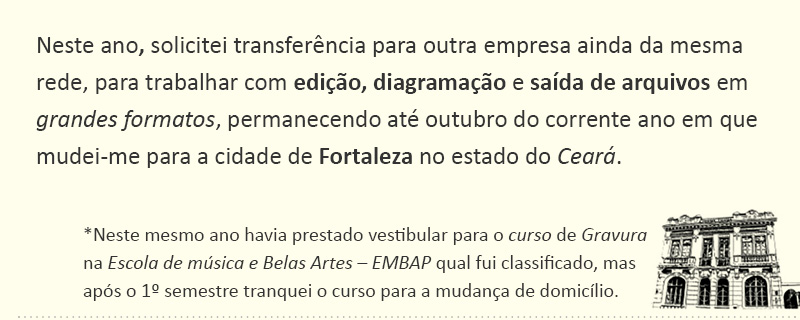 Neste ano, solicitei transferência para outra empresa ainda da mesma
rede, para trabalhar com edição, diagramação e saída de arquivos em
grandes formatos, permanecendo até outubro do corrente ano em que
mudei-me para a cidade de Fortaleza no estado do Ceará.
*Neste mesmo ano havia prestado vestibular para o curso de Gravura
na Escola de música e Belas Artes – EMBAP qual fui classificado, mas
após o 1º semestre tranquei o curso para a mudança de domicílio.